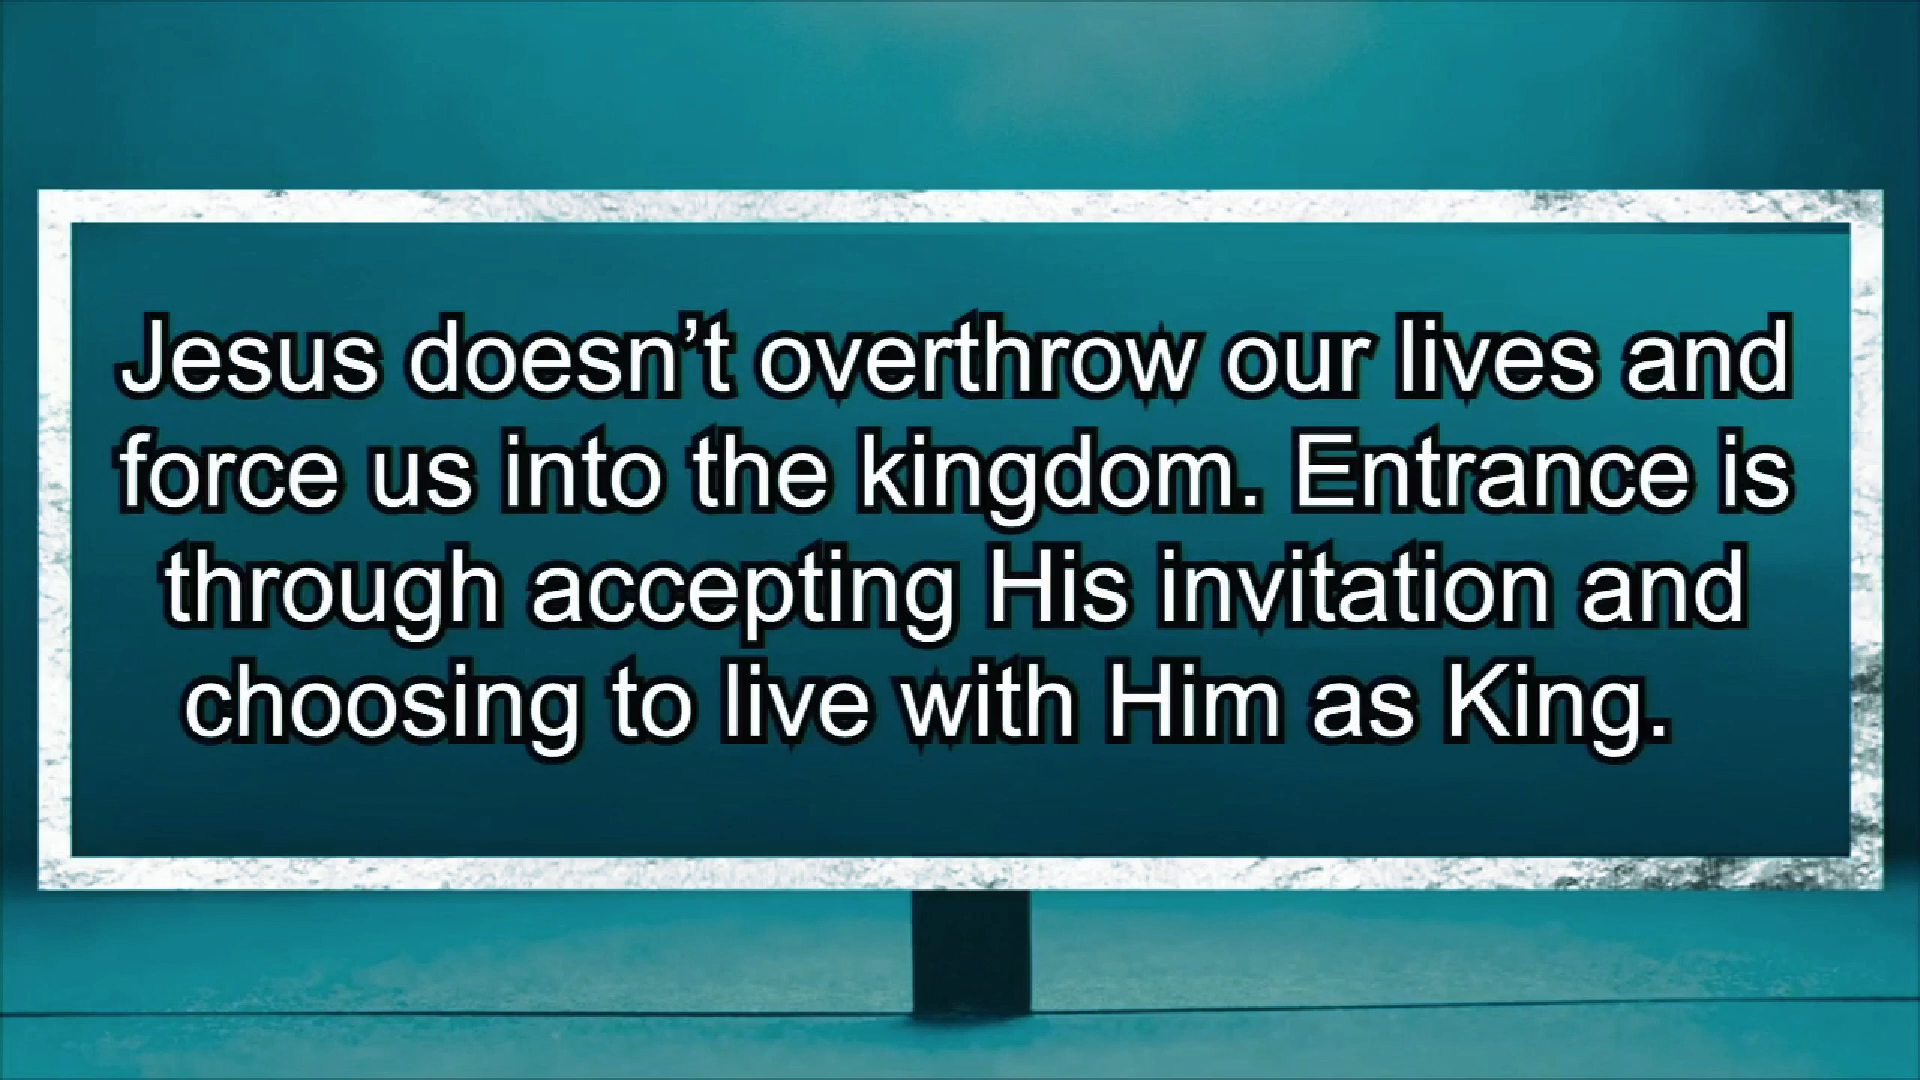 Jesus doesn’t overthrow our lives and
force us into the kingdom. Entrance is
through accepting His invitation and
choosing to live with Him as King.